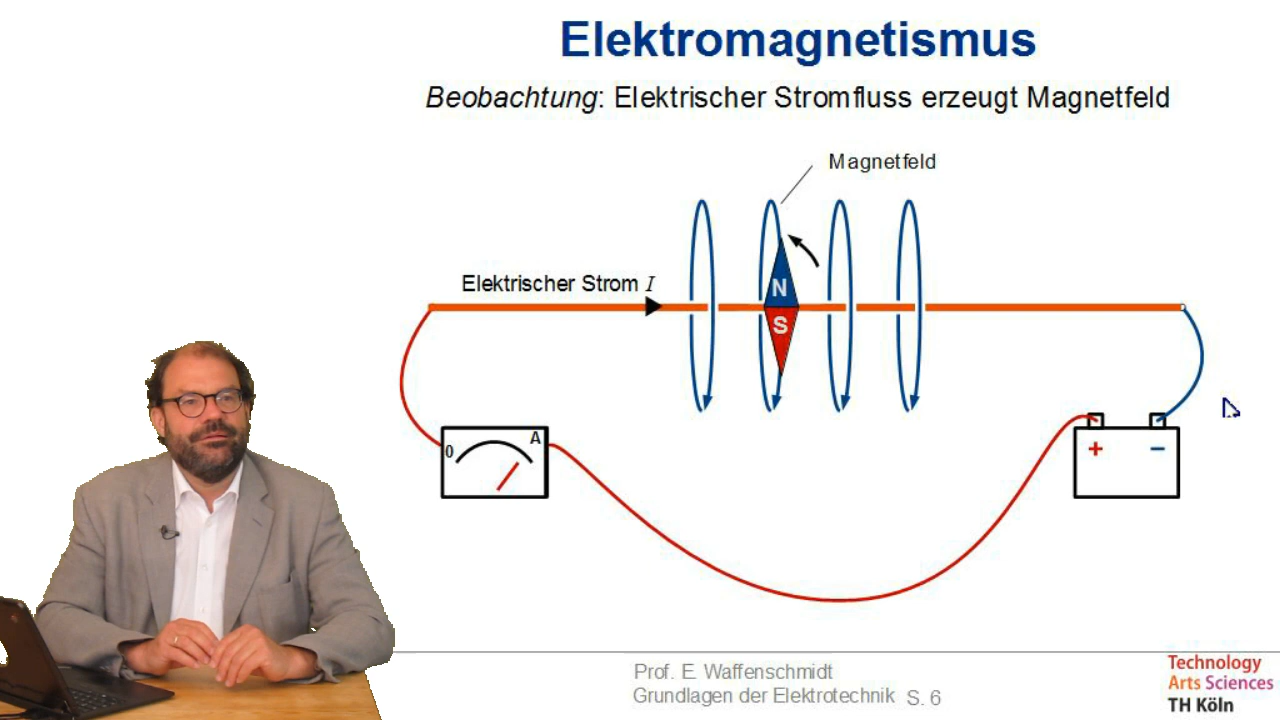 Elektromagnetismus
Beobachtung: Elektrischer Stromfluss erzeugt Magnetfeld
Magnetfeld
Elektrischer Strom I
N
S
0
A
+
−
Prof. E. Waffenschmidt
Grundlagen der Elektrotechnik S. 6
Technology
Arts Sciences
TH Köln